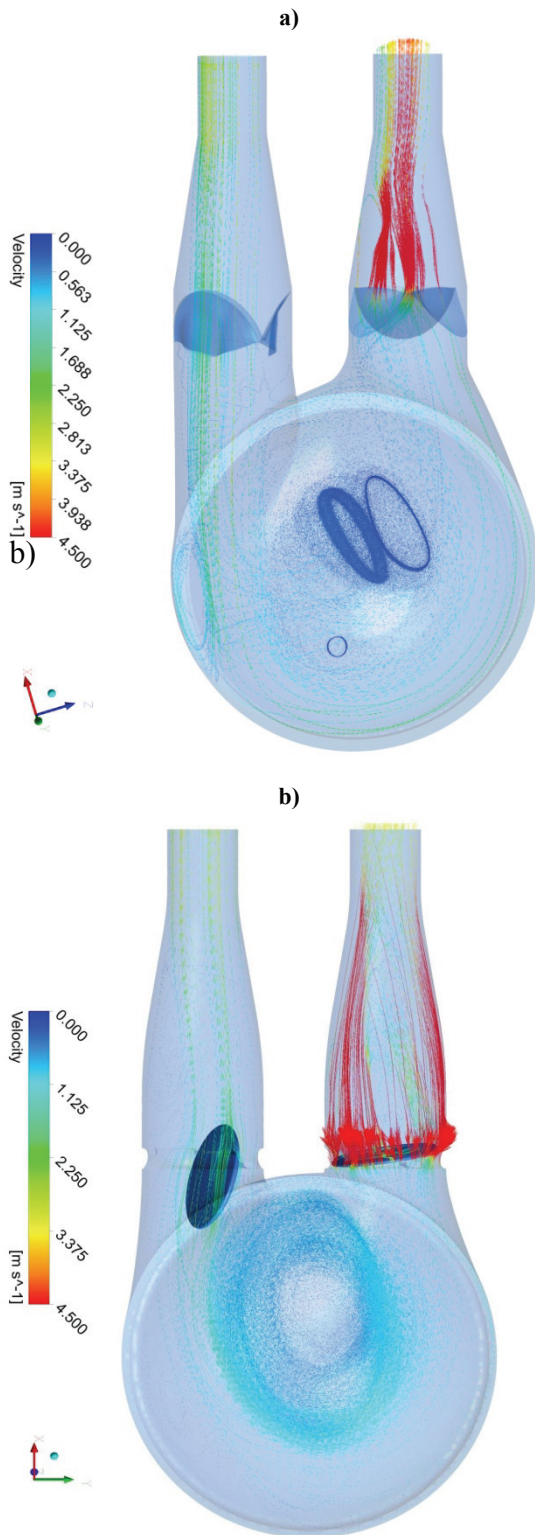 a)
Velocity
0.000
0.563
1.125
1.688
2.250
2.813
3.375
3.938
4.500
[m s^-1]
b)
X
Z
Y
b)
Velocity
0.000
1.125
2.250
3.375
4.500
[m s^-1]
X
Y